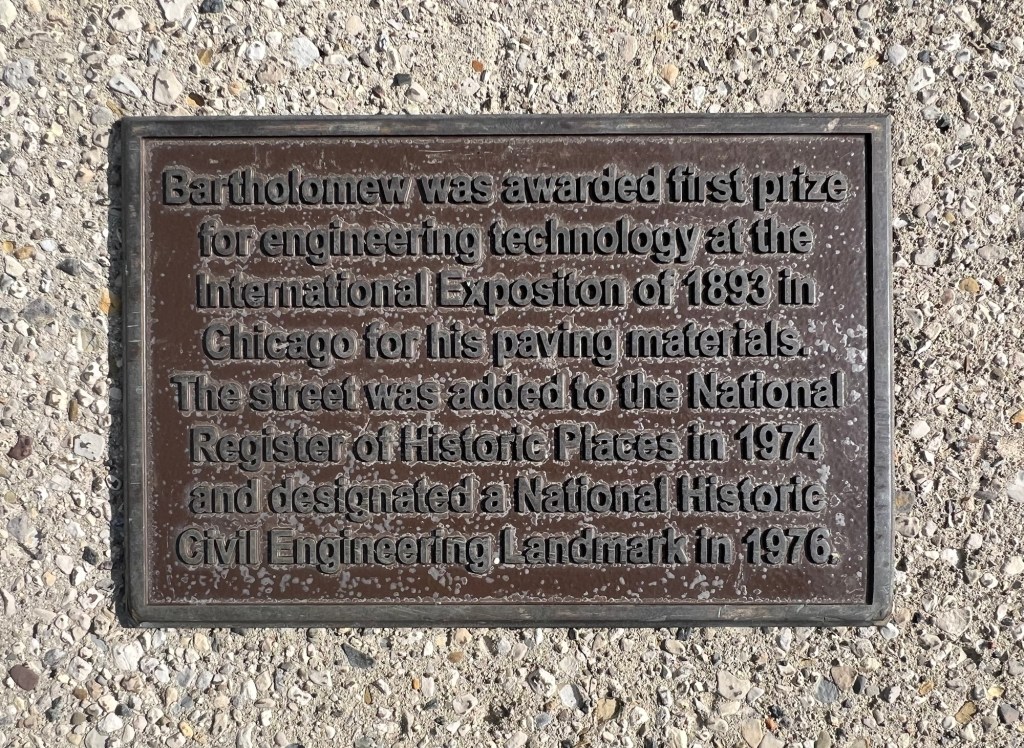 Bartholomew was awarded first prize
for engineering technology at the
International Expositon of 1893 in
Chicago for his paving materials.
The street was added to the National
Register of Historic Places in 1974
and designated a National Historic
Civil Engineering Landmark in 1976.